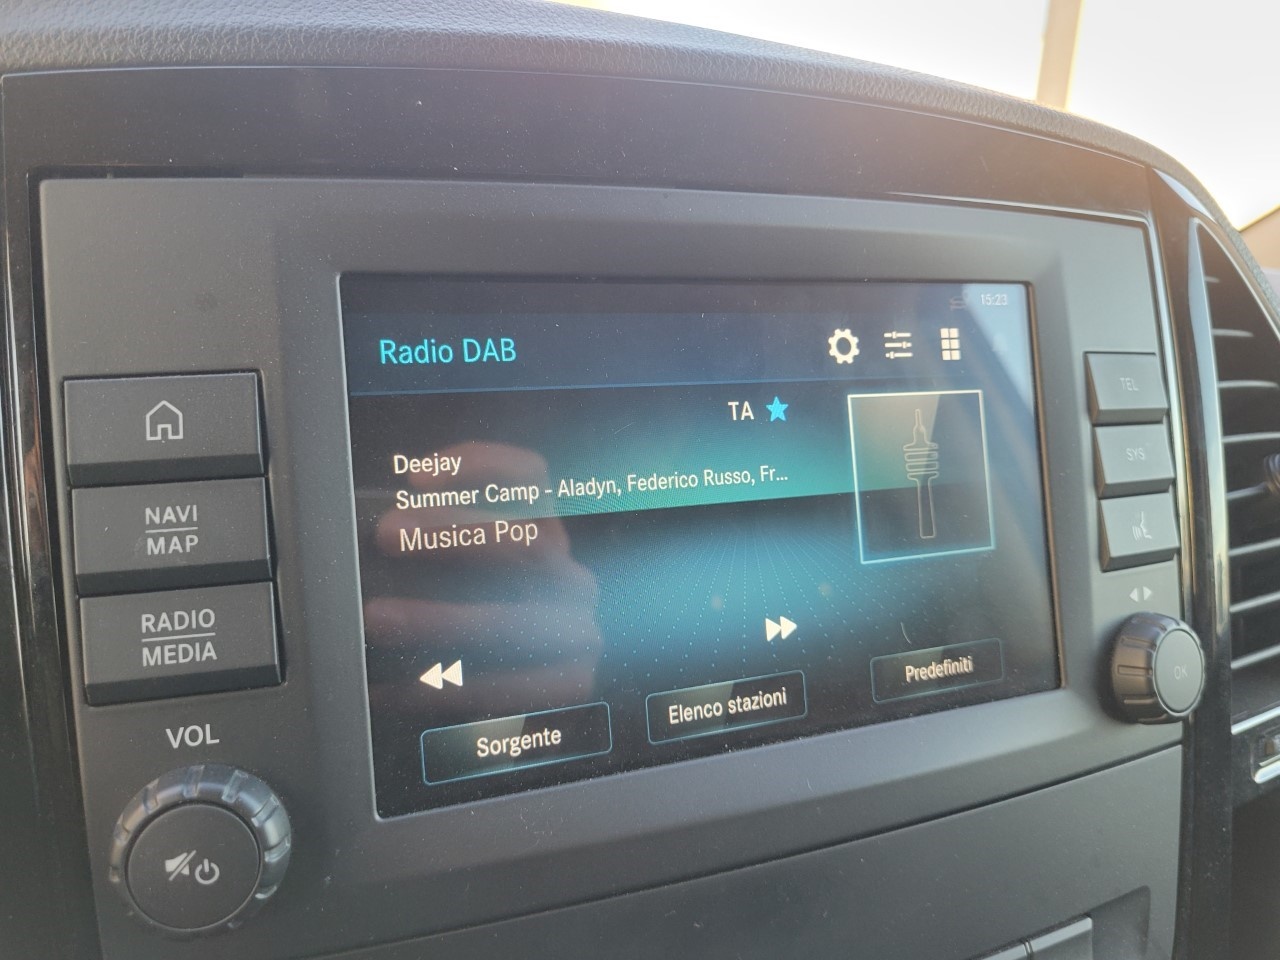 15:23
Radio DAB
TA
Deejay
Summer Camp - Aladyn, Federico Russo, Fr...
Musica Pop
Sorgente
Elenco stazioni
Predefiniti
NAVI
MAP
RADIO
MEDIA
VOL
TEL
SYS
OK